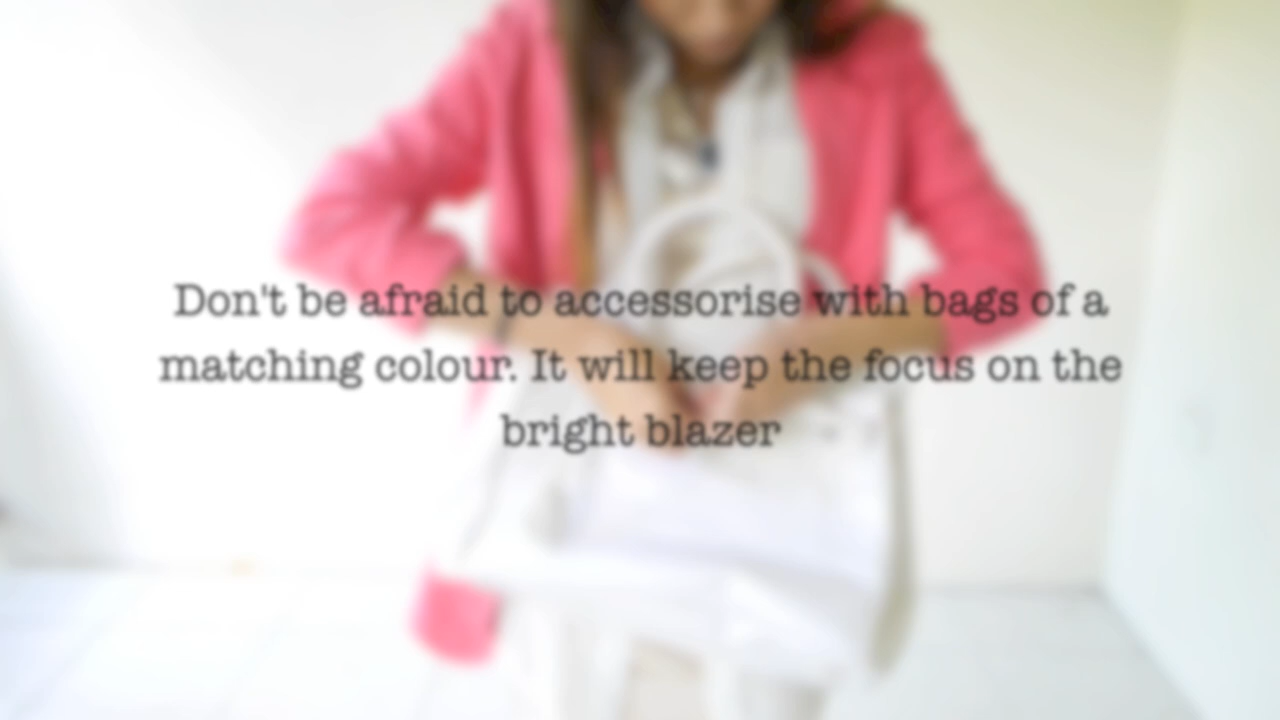 Don't be afraid to accessorise with bags of a
matching colour. It will keep the focus on the
bright blazer